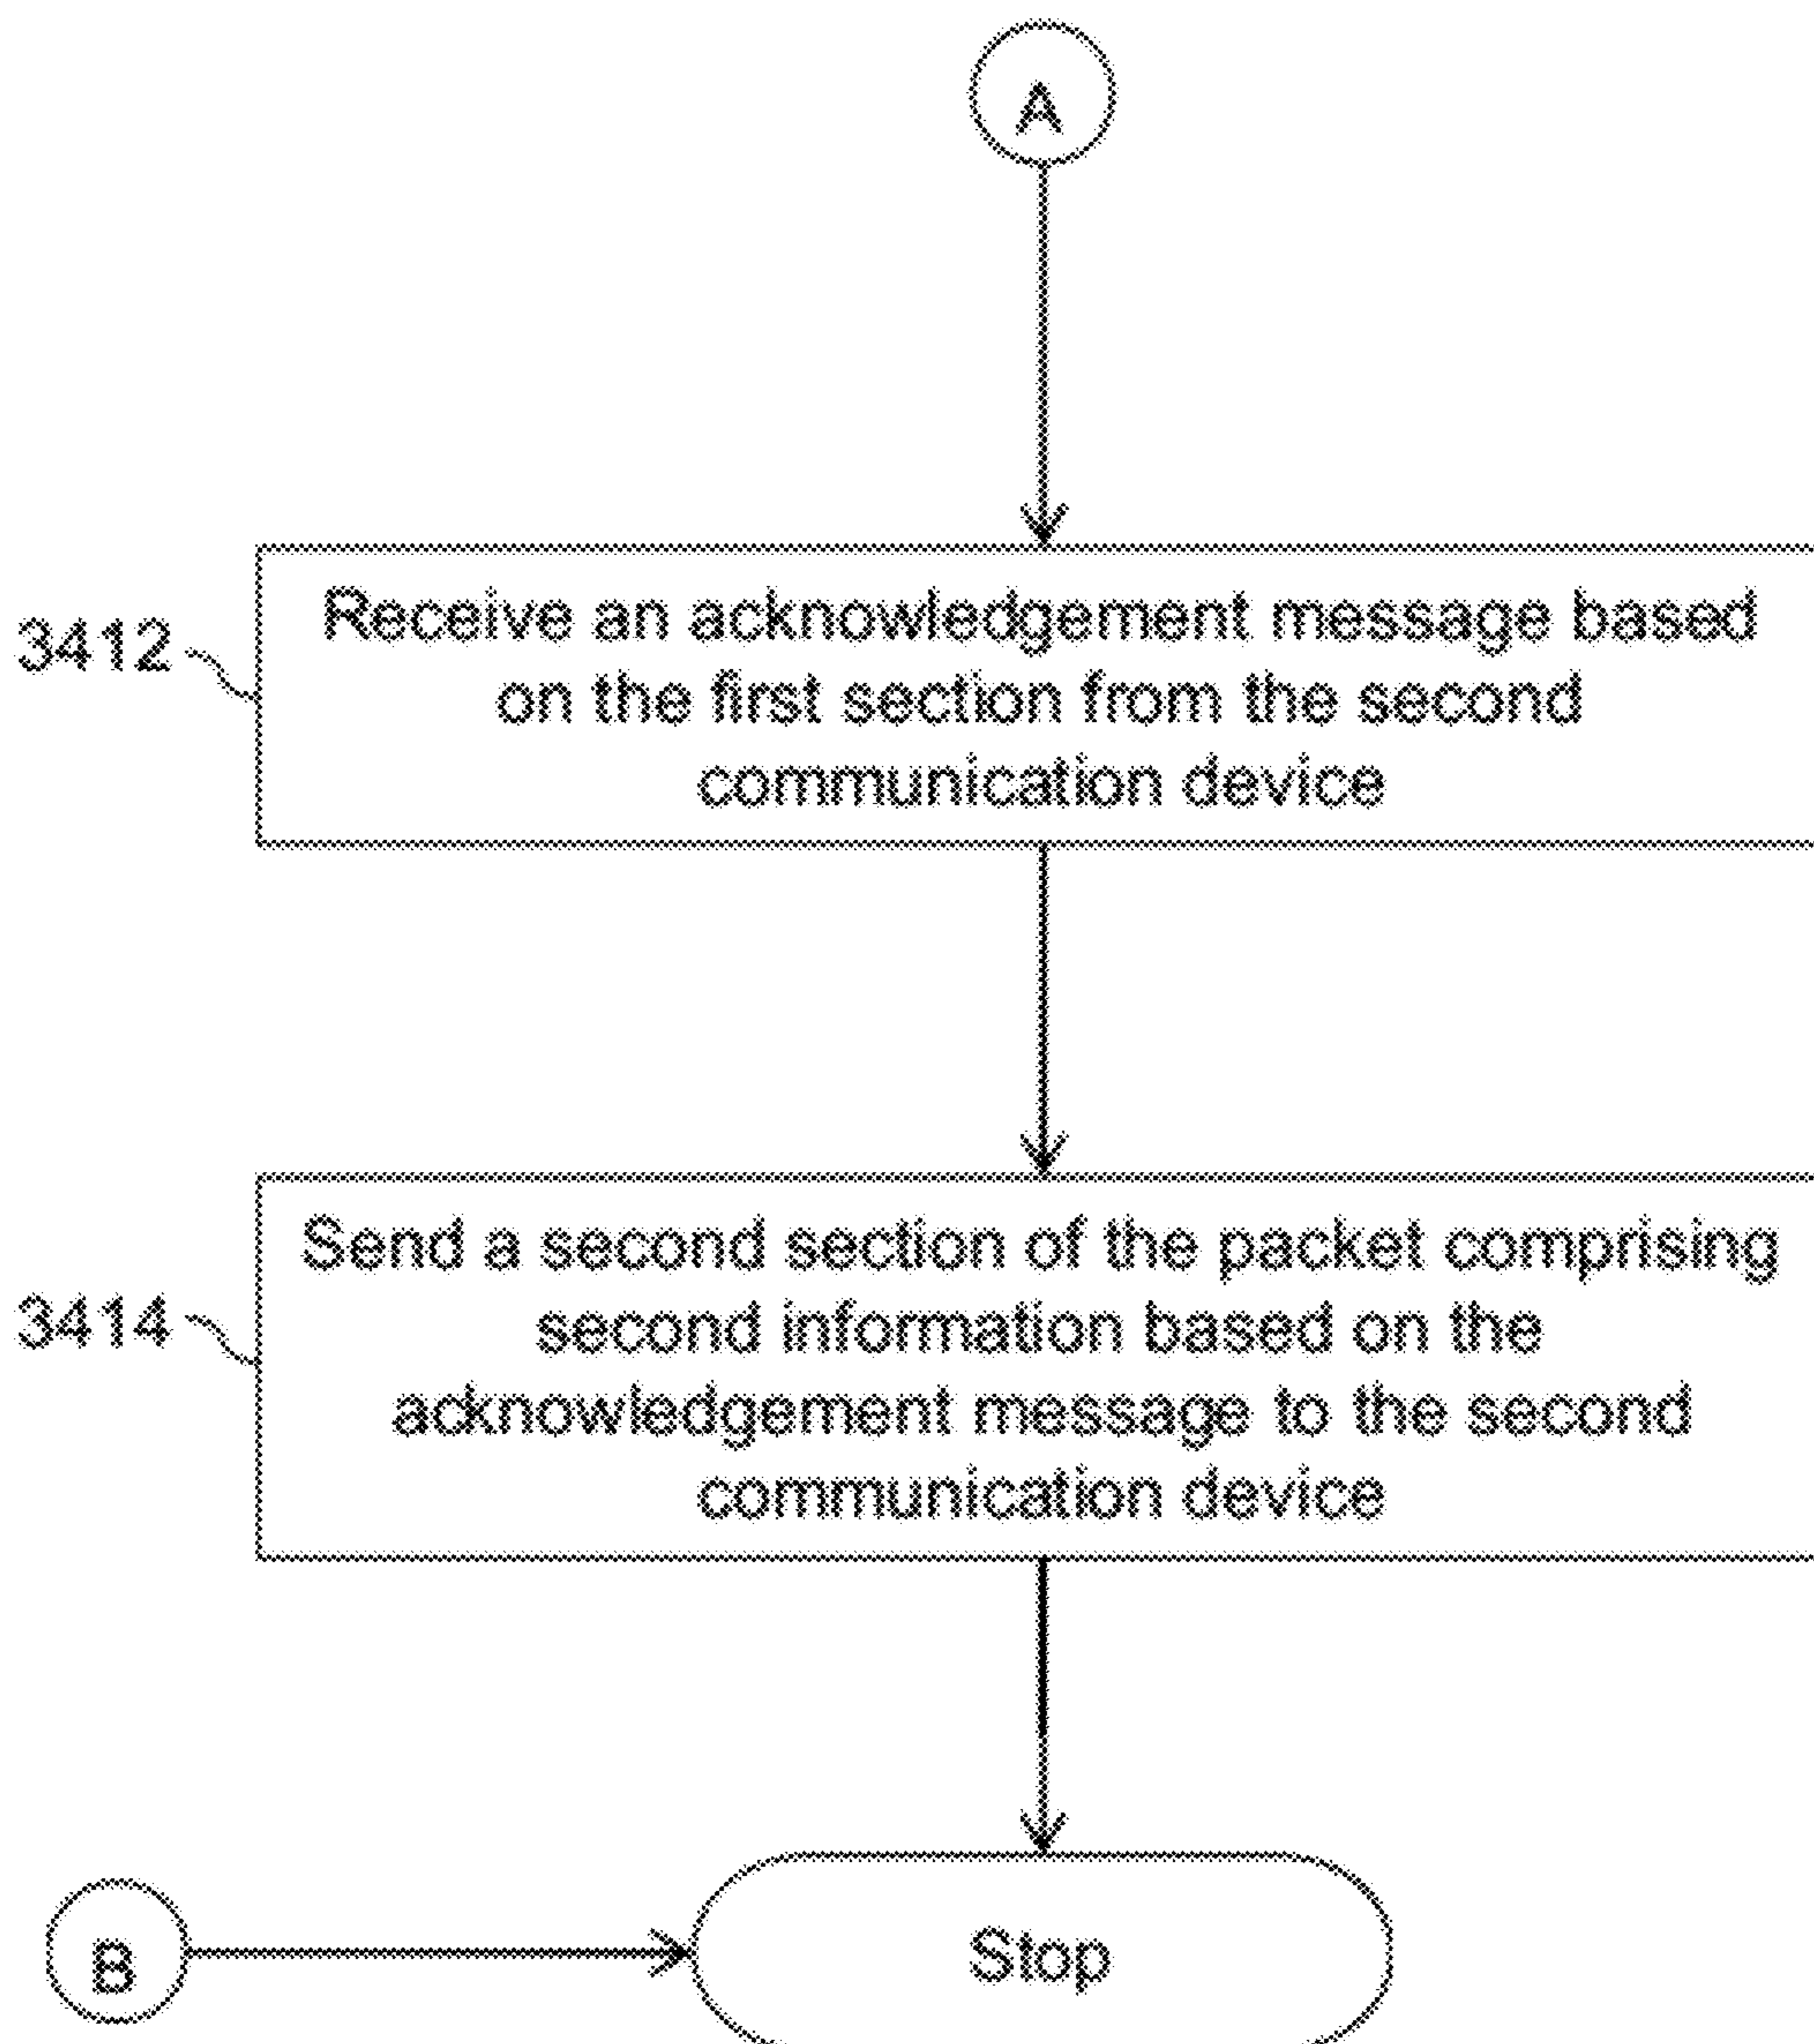 A
3412
Receive an acknowledgement message based
on the first section from the second
communication device
3414
Send a second section of the packet comprising
second information based on the
acknowledgement message to the second
communication device
B
Stop